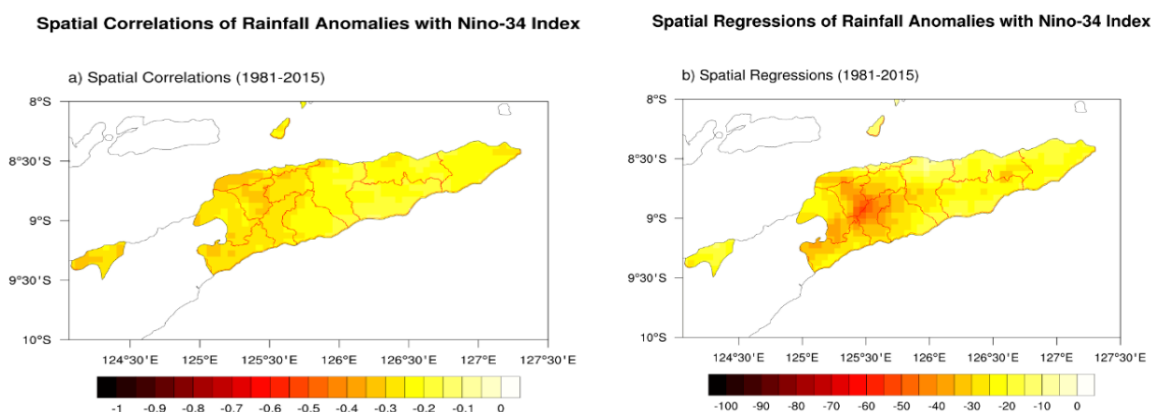 Spatial Correlations of Rainfall Anomalies with Nino-34 Index
a) Spatial Correlations (1981-2015)
8°S
8°30'S
9°S
9°30'S
10°S
124°30'E 125°E 125°30'E 126°E 126°30'E 127°E 127°30'E
-1 -0.9 -0.8 -0.7 -0.6 -0.5 -0.4 -0.3 -0.2 -0.1 0
Spatial Regressions of Rainfall Anomalies with Nino-34 Index
b) Spatial Regressions (1981-2015)
8°S
8°30'S
9°S
9°30'S
10°S
124°30'E 125°E 125°30'E 126°E 126°30'E 127°E 127°30'E
-100 -90 -80 -70 -60 -50 -40 -30 -20 -10 0